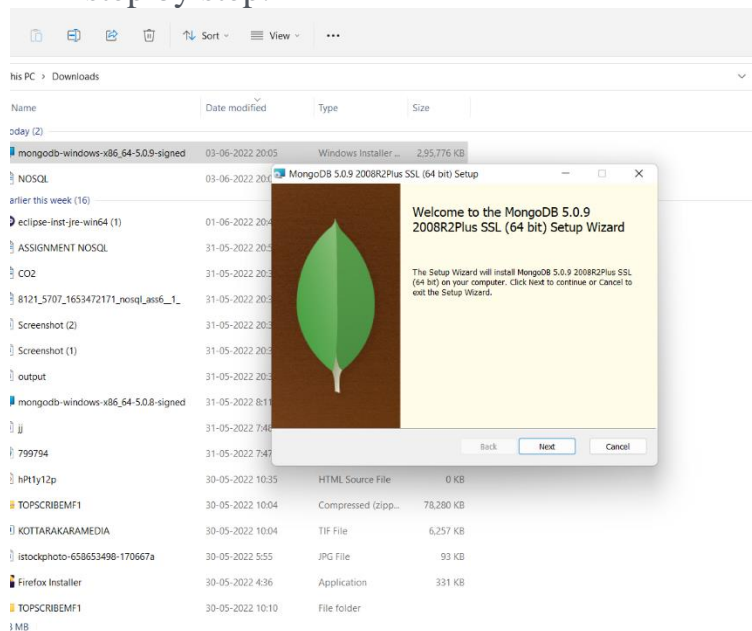 step by step.
Sort
View
...
his PC > Downloads
Name Date modified Type Size
oday (2)
mongodb-windows-x86_64-5.0.9-signed 03-06-2022 20:05 Windows Installer ... 2,95,776 KB
NOSQL 03-06-2022 20:0
MongoDB 5.0.9 2008R2Plus SSL (64 bit) Setup
arlier this week (16)
Welcome to the MongoDB 5.0.9
2008R2Plus SSL (64 bit) Setup Wizard
The Setup Wizard will install MongoDB 5.0.9 2008R2Plus SSL
(64 bit) on your computer. Click Next to continue or Cancel to
exit the Setup Wizard.
Back Next Cancel
eclipse-inst-jre-win64 (1) 01-06-2022 20:4
ASSIGNMENT NOSQL 31-05-2022 20:5
CO2 31-05-2022 20:3
8121_5707_1653472171_nosql_ass6__1_ 31-05-2022 20:3
Screenshot (2) 31-05-2022 20:3
Screenshot (1) 31-05-2022 20:3
output 31-05-2022 20:3
mongodb-windows-x86_64-5.0.8-signed 31-05-2022 8:11
jj 31-05-2022 7:48
799794 31-05-2022 7:47
hPt1y12p 30-05-2022 10:35 HTML Source File 0 KB
TOPSCRIBEMF1 30-05-2022 10:04 Compressed (zipp... 78,280 KB
KOTTARAKARAMEDIA 30-05-2022 10:04 TIF File 6,257 KB
istockphoto-658653498-170667a 30-05-2022 5:55 JPG File 93 KB
Firefox Installer 30-05-2022 4:36 Application 331 KB
TOPSCRIBEMF1 30-05-2022 10:10 File folder
MB